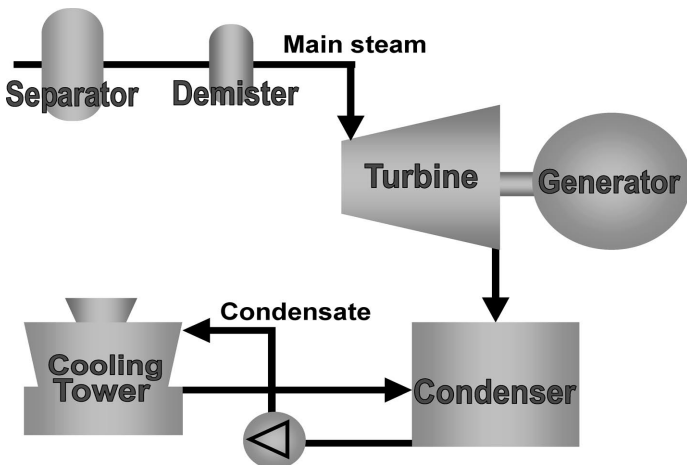 Main steam
Separator
Demister
Turbine
Generator
Condensate
Cooling
Tower
Condenser